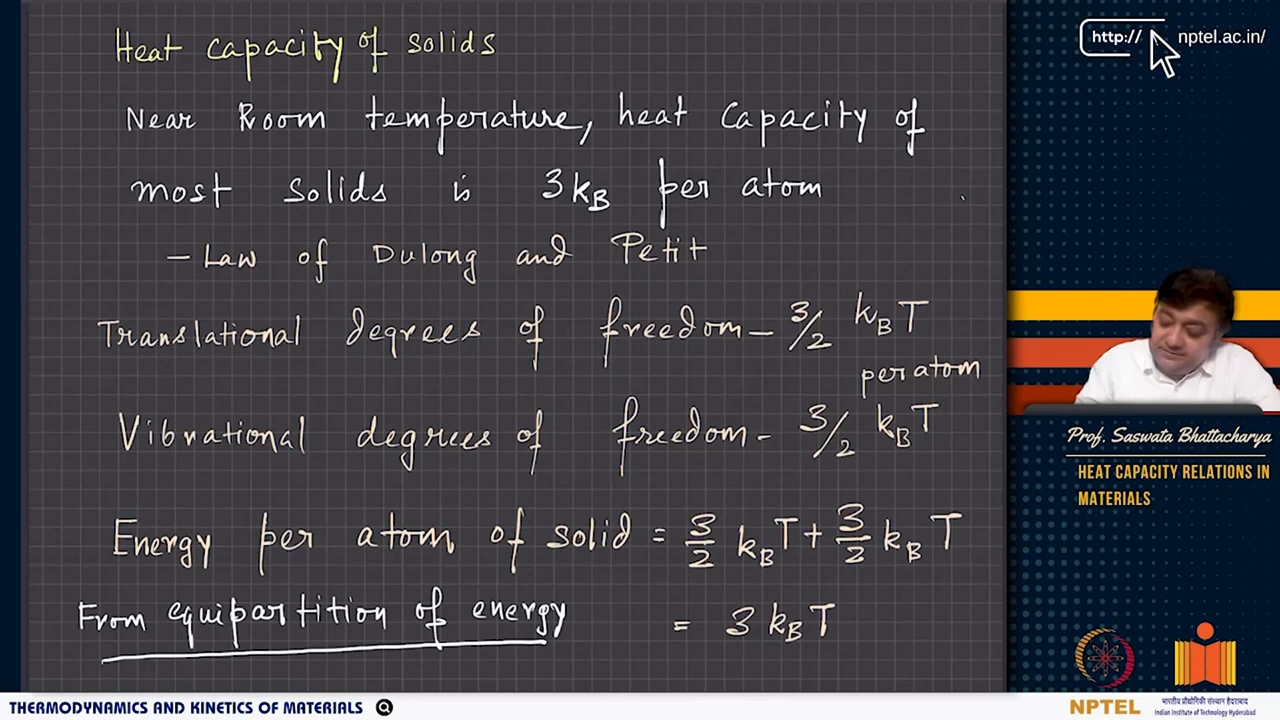 Heat capacity of solids
Near Room temperature, heat capacity of
most solids is 3kB per atom
- Law of Dulong and Petit
Translational degrees of freedom - 3/2 kBT
per atom
Vibrational degrees of freedom - 3/2 kBT
Energy per atom of solid = 3/2 kBT + 3/2 kBT
From equipartition of energy = 3 kBT
http:// nptel.ac.in/
Prof. Saswata Bhattacharya
HEAT CAPACITY RELATIONS IN
MATERIALS
THERMODYNAMICS AND KINETICS OF MATERIALS
NPTEL
भारतीय प्रौद्योगिकी संस्थान हैदराबाद
Indian Institute of Technology Hyderabad